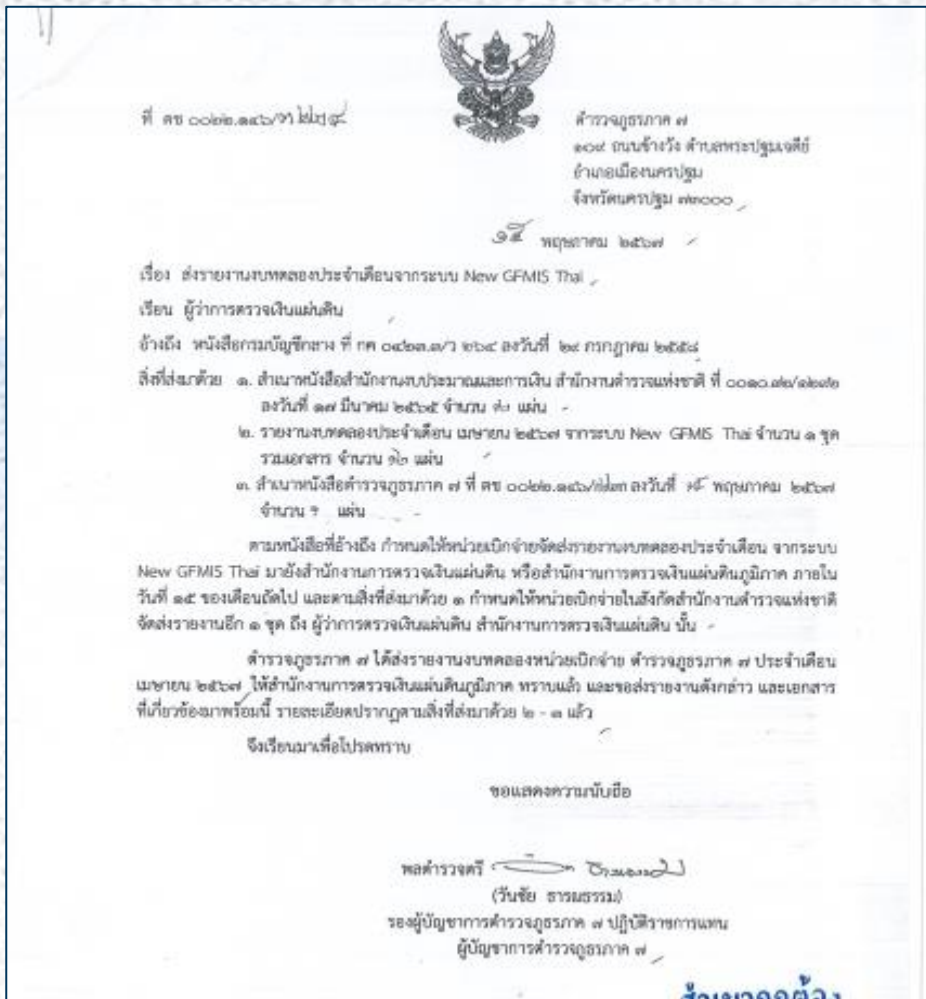 ที่ ตช ๐๐๒๒.๑๔๖/
ตำรวจภูธรภาค ๗
๑๐๙ ถนนข้างวัง ตำบลพระปฐมเจดีย์
อำเภอเมืองนครปฐม
จังหวัดนครปฐม ๗๓๐๐๐
๑๕ พฤษภาคม ๒๕๖๗
เรื่อง ส่งรายงานงบทดลองประจำเดือนจากระบบ New GFMIS Thai
เรียน ผู้ว่าการตรวจเงินแผ่นดิน
อ้างถึง หนังสือกรมบัญชีกลาง ที่ กค ๐๔๒๓.๓/ว ๒๖๙ ลงวันที่ ๒๙ กรกฎาคม ๒๕๕๘
สิ่งที่ส่งมาด้วย ๑. สำเนาหนังสือสำนักงานงบประมาณและการเงิน สำนักงานตำรวจแห่งชาติ ที่ ๐๐๑๐.๗๒/๑๒๗๒
ลงวันที่ ๑๗ มีนาคม ๒๕๖๕ จำนวน แผ่น
๒. รายงานงบทดลองประจำเดือน เมษายน ๒๕๖๗ จากระบบ New GFMIS Thai จำนวน ๑ ชุด
รวมเอกสาร จำนวน ๑๒ แผ่น
๓. สำเนาหนังสือตำรวจภูธรภาค ๗ ที่ ตช ๐๐๒๒.๑๔๖/ ลงวันที่ ๑๕ พฤษภาคม ๒๕๖๗
จำนวน ๑ แผ่น
ตามหนังสือที่อ้างถึง กำหนดให้หน่วยเบิกจ่ายจัดส่งรายงานงบทดลองประจำเดือน จากระบบ
New GFMIS Thai มายังสำนักงานการตรวจเงินแผ่นดิน หรือสำนักงานการตรวจเงินแผ่นดินภูมิภาค ภายใน
วันที่ ๑๕ ของเดือนถัดไป และตามสิ่งที่ส่งมาด้วย ๑ กำหนดให้หน่วยเบิกจ่ายในสังกัดสำนักงานตำรวจแห่งชาติ
จัดส่งรายงานอีก ๑ ชุด ถึง ผู้ว่าการตรวจเงินแผ่นดิน สำนักงานการตรวจเงินแผ่นดิน นั้น
ตำรวจภูธรภาค ๗ ได้ส่งรายงานงบทดลองหน่วยเบิกจ่าย ตำรวจภูธรภาค ๗ ประจำเดือน
เมษายน ๒๕๖๗ ให้สำนักงานการตรวจเงินแผ่นดินภูมิภาค ทราบแล้ว และขอส่งรายงานดังกล่าว และเอกสาร
ที่เกี่ยวข้องมาพร้อมนี้ รายละเอียดปรากฏตามสิ่งที่ส่งมาด้วย ๒ - ๓ แล้ว
จึงเรียนมาเพื่อโปรดทราบ
ขอแสดงความนับถือ
พลตำรวจตรี
(วันชัย ธารณธรรม)
รองผู้บัญชาการตำรวจภูธรภาค ๗ ปฏิบัติราชการแทน
ผู้บัญชาการตำรวจภูธรภาค ๗
สำเนาถูกต้อง